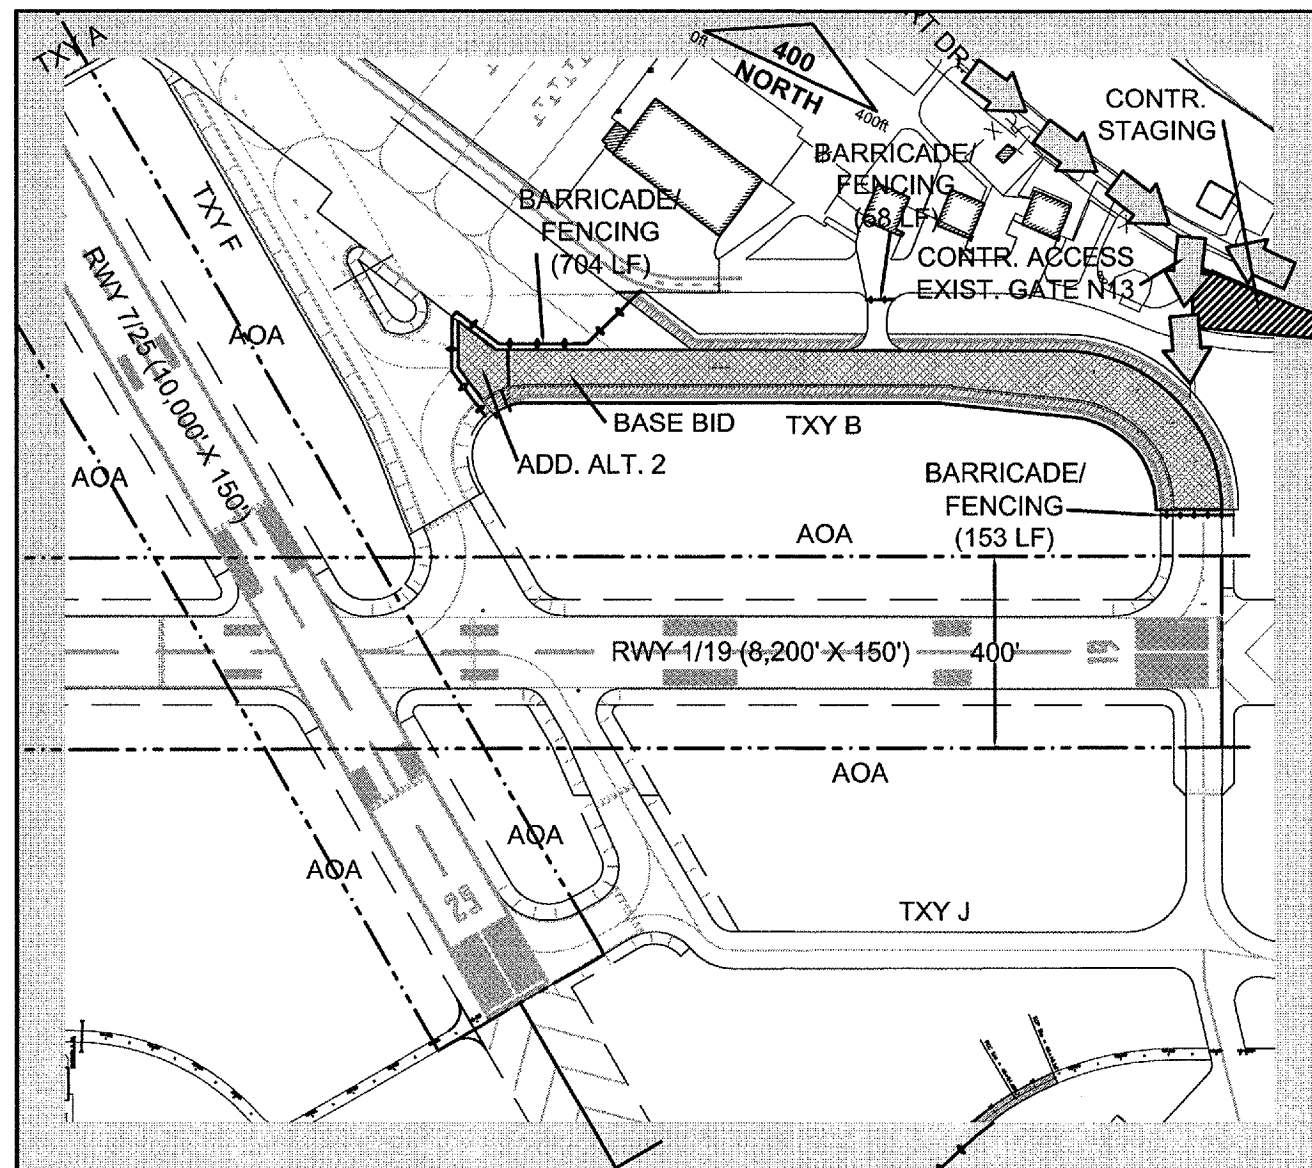 TXY A
0ft
400
NORTH
400ft
RT DR.
CONTR.
STAGING
TXY F
BARRICADE/
FENCING
(704 LF)
BARRICADE/
FENCING
(58 LF)
CONTR. ACCESS
EXIST. GATE N13
RWY 7/25 (10,000' X 150')
AOA
AOA
BASE BID
TXY B
ADD. ALT. 2
BARRICADE/
FENCING
(153 LF)
AOA
RWY 1/19 (8,200' X 150')
400'
19
AOA
AOA
AOA
25
TXY J